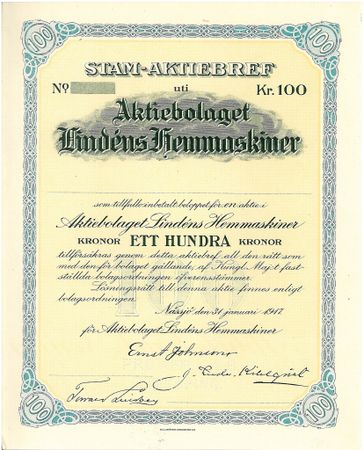 100 100
STAM-AKTIEBREF
No uti Kr. 100
Aktiebolaget
Lindéns Hemmaskiner
som tillfullo inbetalt beloppet för en aktie i
Aktiebolaget Lindéns Hemmaskiner
KRONOR ETT HUNDRA KRONOR
tillförsäkras genom detta aktiebref all den rätt som
med den för bolaget gällande, af Kungl. Maj:t fast-
ställda bolagsordningen öfverensstämmer.
Lösningsrätt till denna aktie finnes enligt
bolagsordningen.
Nässjö den 31 januari 1917
för Aktiebolaget Lindéns Hemmaskiner
Ernst Johnsson
100 100